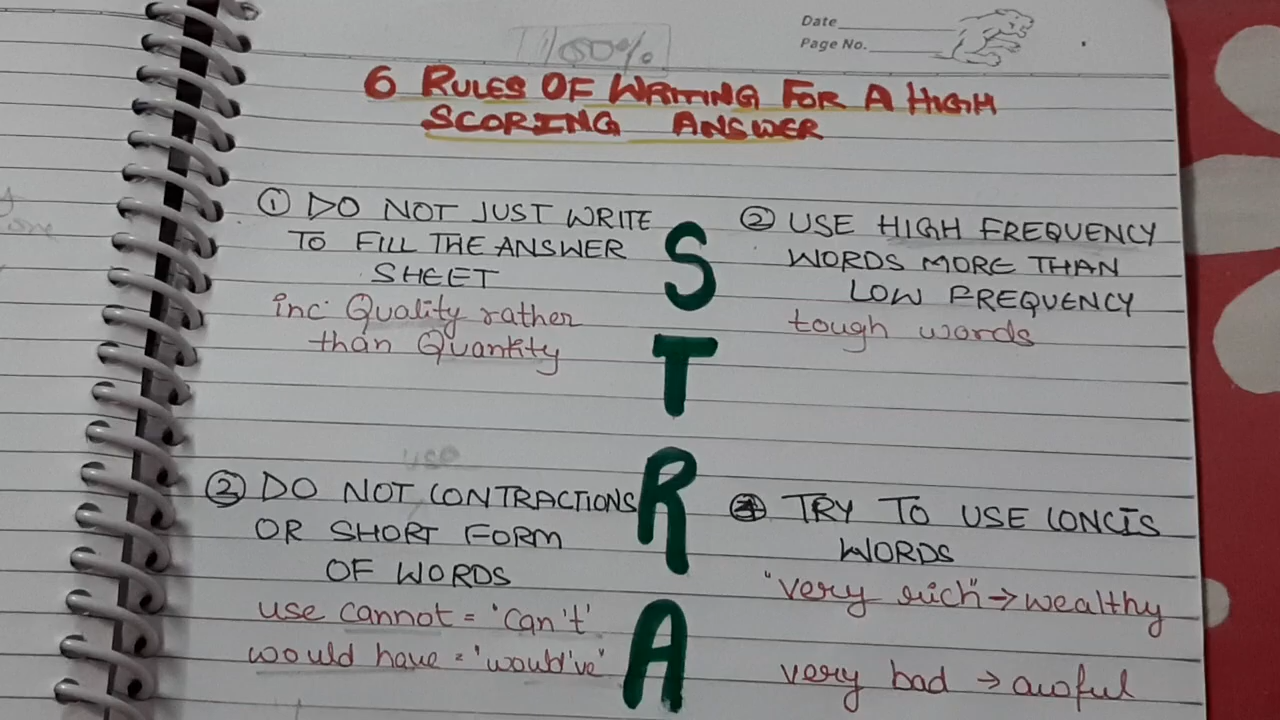 Date
Page No.
6 RULES OF WRITING FOR A HIGH
SCORING ANSWER
① DO NOT JUST WRITE
TO FILL THE ANSWER
SHEET
inc Quality rather
than Quantity
② USE HIGH FREQUENCY
WORDS MORE THAN
LOW FREQUENCY
tough words
S
T
R
A
③ DO NOT CONTRACTIONS
use
OR SHORT FORM
OF WORDS
use cannot = 'can't'
would have = 'would've"
④ TRY TO USE CONCIS
WORDS
"very rich" → wealthy
very bad → awful